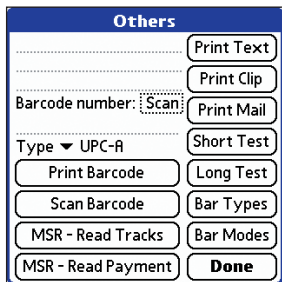 Others
Print Text
Print Clip
Barcode number: Scan
Print Mail
Type UPC-A
Short Test
Print Barcode
Long Test
Scan Barcode
Bar Types
MSR - Read Tracks
Bar Modes
MSR - Read Payment
Done